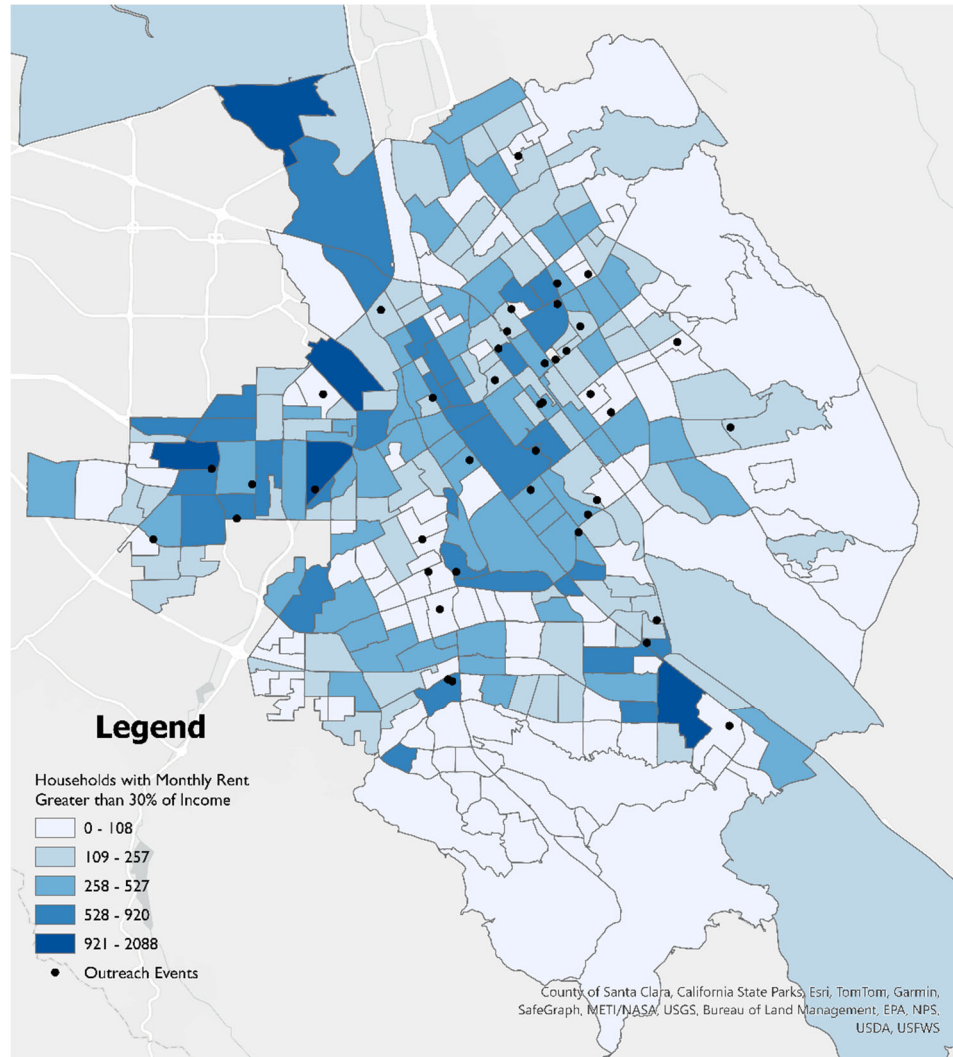 Legend
Households with Monthly Rent
Greater than 30% of Income
0 - 108
109 - 257
258 - 527
528 - 920
921 - 2088
Outreach Events
County of Santa Clara, California State Parks, Esri, TomTom, Garmin,
SafeGraph, METI/NASA, USGS, Bureau of Land Management, EPA, NPS,
USDA, USFWS